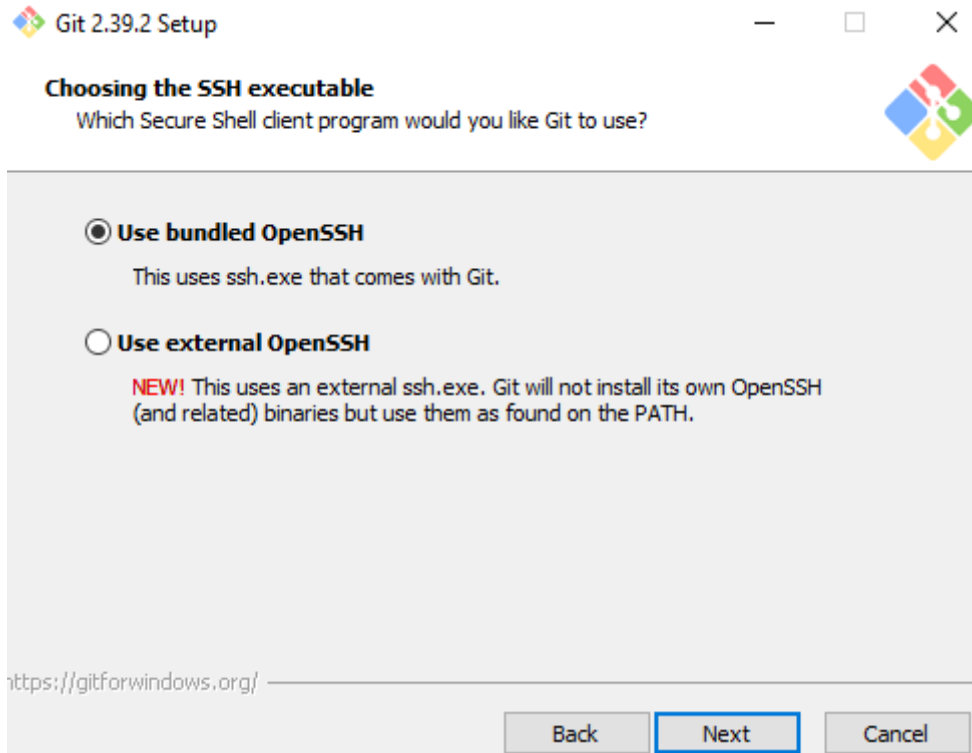 Git 2.39.2 Setup
Choosing the SSH executable
Which Secure Shell client program would you like Git to use?
Use bundled OpenSSH
This uses ssh.exe that comes with Git.
Use external OpenSSH
NEW! This uses an external ssh.exe. Git will not install its own OpenSSH
(and related) binaries but use them as found on the PATH.
https://gitforwindows.org/
Back Next Cancel